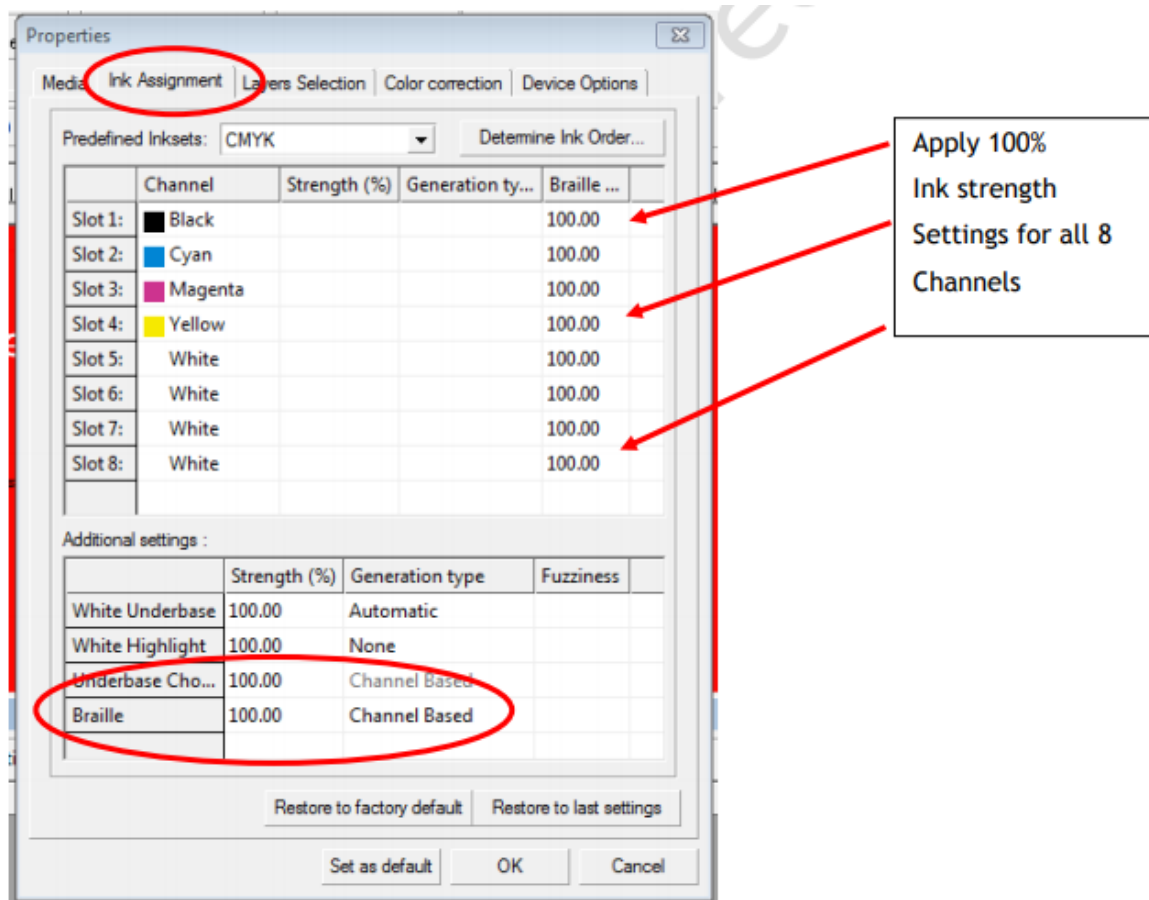 Properties
Media Ink Assignment Layers Selection Color correction Device Options
Predefined Inksets: CMYK Determine Ink Order...
Channel Strength (%) Generation ty... Braille ...
Slot 1: Black 100.00
Slot 2: Cyan 100.00
Slot 3: Magenta 100.00
Slot 4: Yellow 100.00
Slot 5: White 100.00
Slot 6: White 100.00
Slot 7: White 100.00
Slot 8: White 100.00
Additional settings :
Strength (%) Generation type Fuzziness
White Underbase 100.00 Automatic
White Highlight 100.00 None
Underbase Cho... 100.00 Channel Based
Braille 100.00 Channel Based
Restore to factory default Restore to last settings
Set as default OK Cancel
Apply 100%
Ink strength
Settings for all 8
Channels